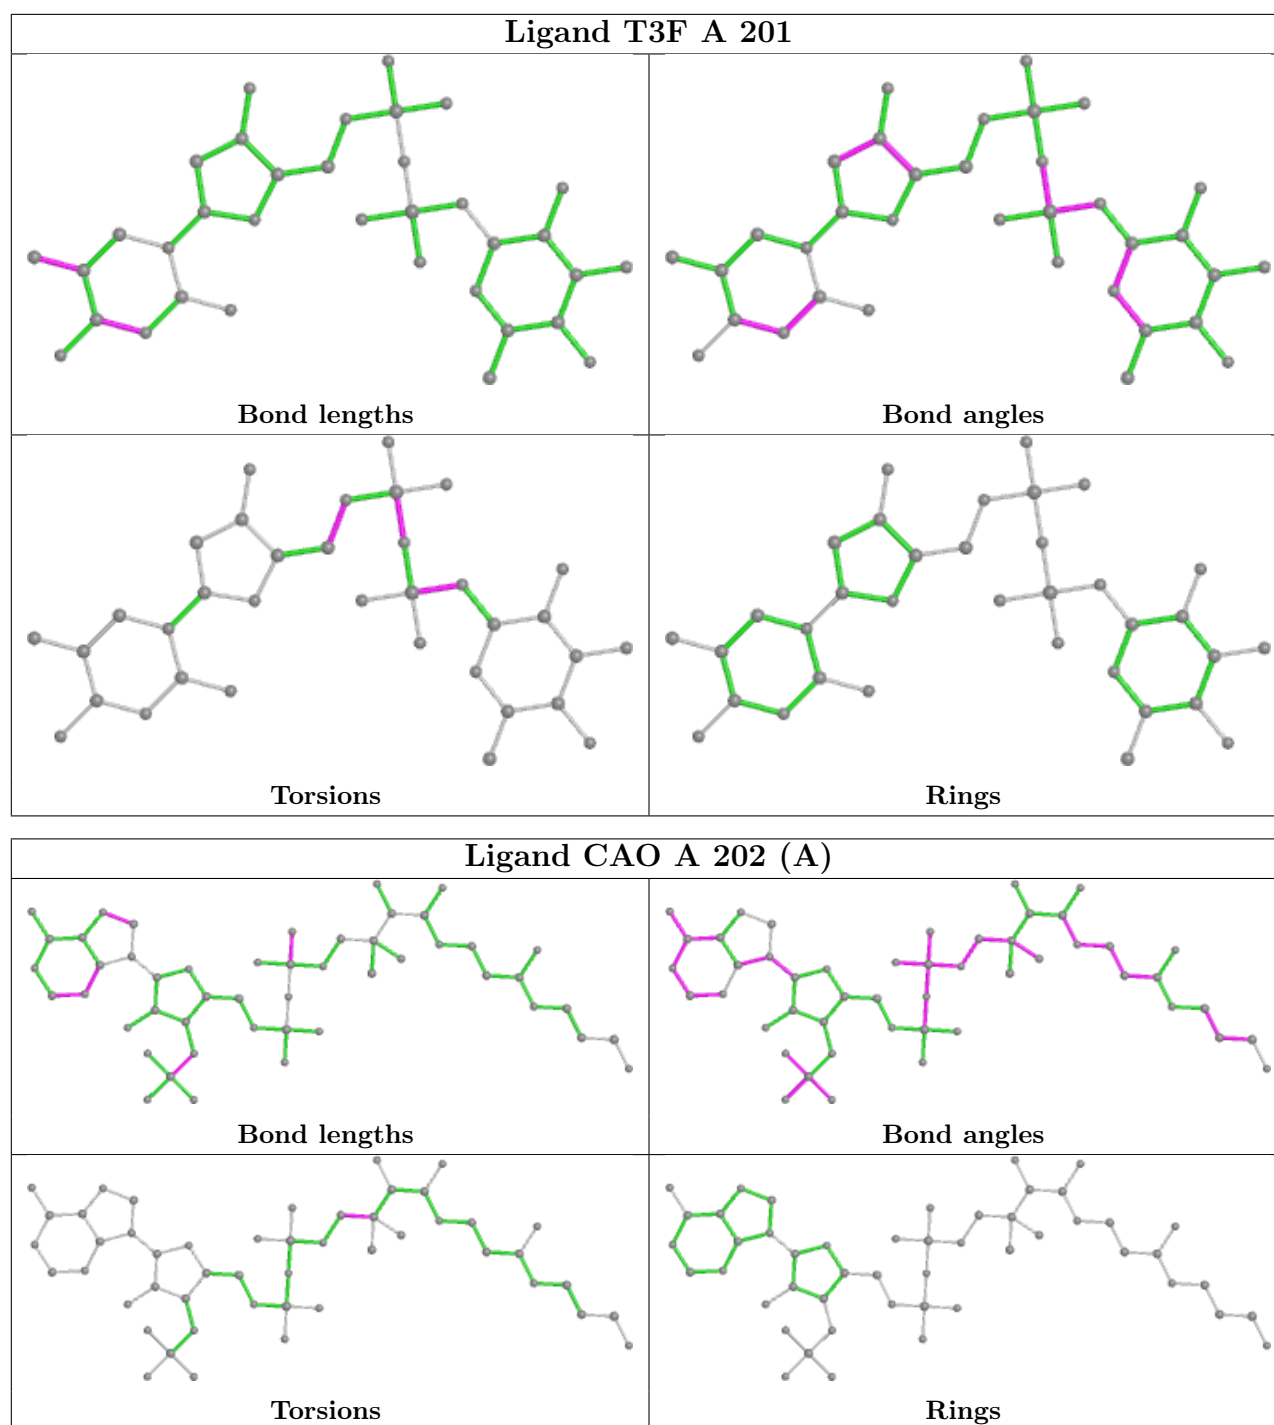 Ligand T3F A 201
Bond lengths
Bond angles
Torsions
Rings
Ligand CAO A 202 (A)
Bond lengths
Bond angles
Torsions
Rings